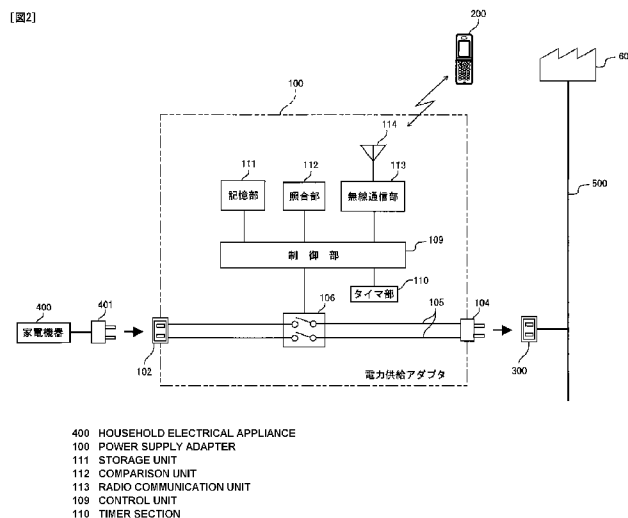 [図2]
200
60
100
114
111
112
113
記憶部
照合部
無線通信部
500
109
制御部
110
タイマ部
400
401
106
105
104
家電機器
102
300
電力供給アダプタ
400 HOUSEHOLD ELECTRICAL APPLIANCE
100 POWER SUPPLY ADAPTER
111 STORAGE UNIT
112 COMPARISON UNIT
113 RADIO COMMUNICATION UNIT
109 CONTROL UNIT
110 TIMER SECTION